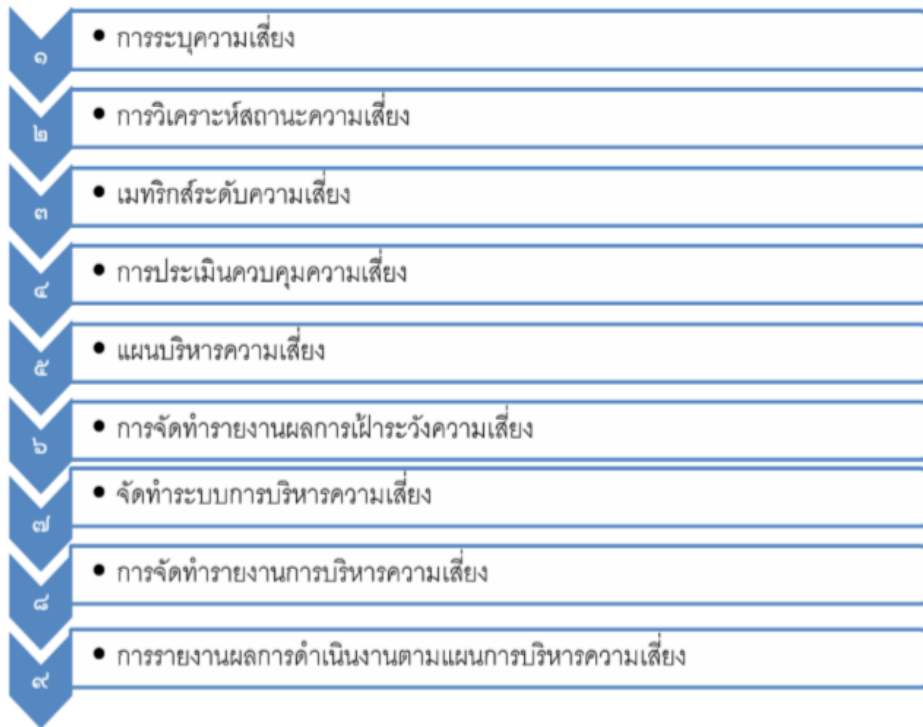 ๑ • การระบุความเสี่ยง
๒ • การวิเคราะห์สถานะความเสี่ยง
๓ • เมทริกส์ระดับความเสี่ยง
๔ • การประเมินควบคุมความเสี่ยง
๕ • แผนบริหารความเสี่ยง
๖ • การจัดทำรายงานผลการเฝ้าระวังความเสี่ยง
๗ • จัดทำระบบการบริหารความเสี่ยง
๘ • การจัดทำรายงานการบริหารความเสี่ยง
๙ • การรายงานผลการดำเนินงานตามแผนการบริหารความเสี่ยง